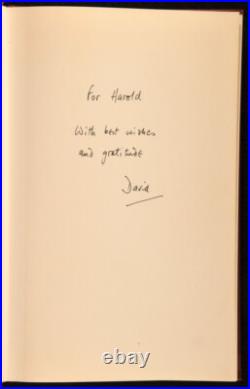 For Harold
With best wishes
and gratitude
David